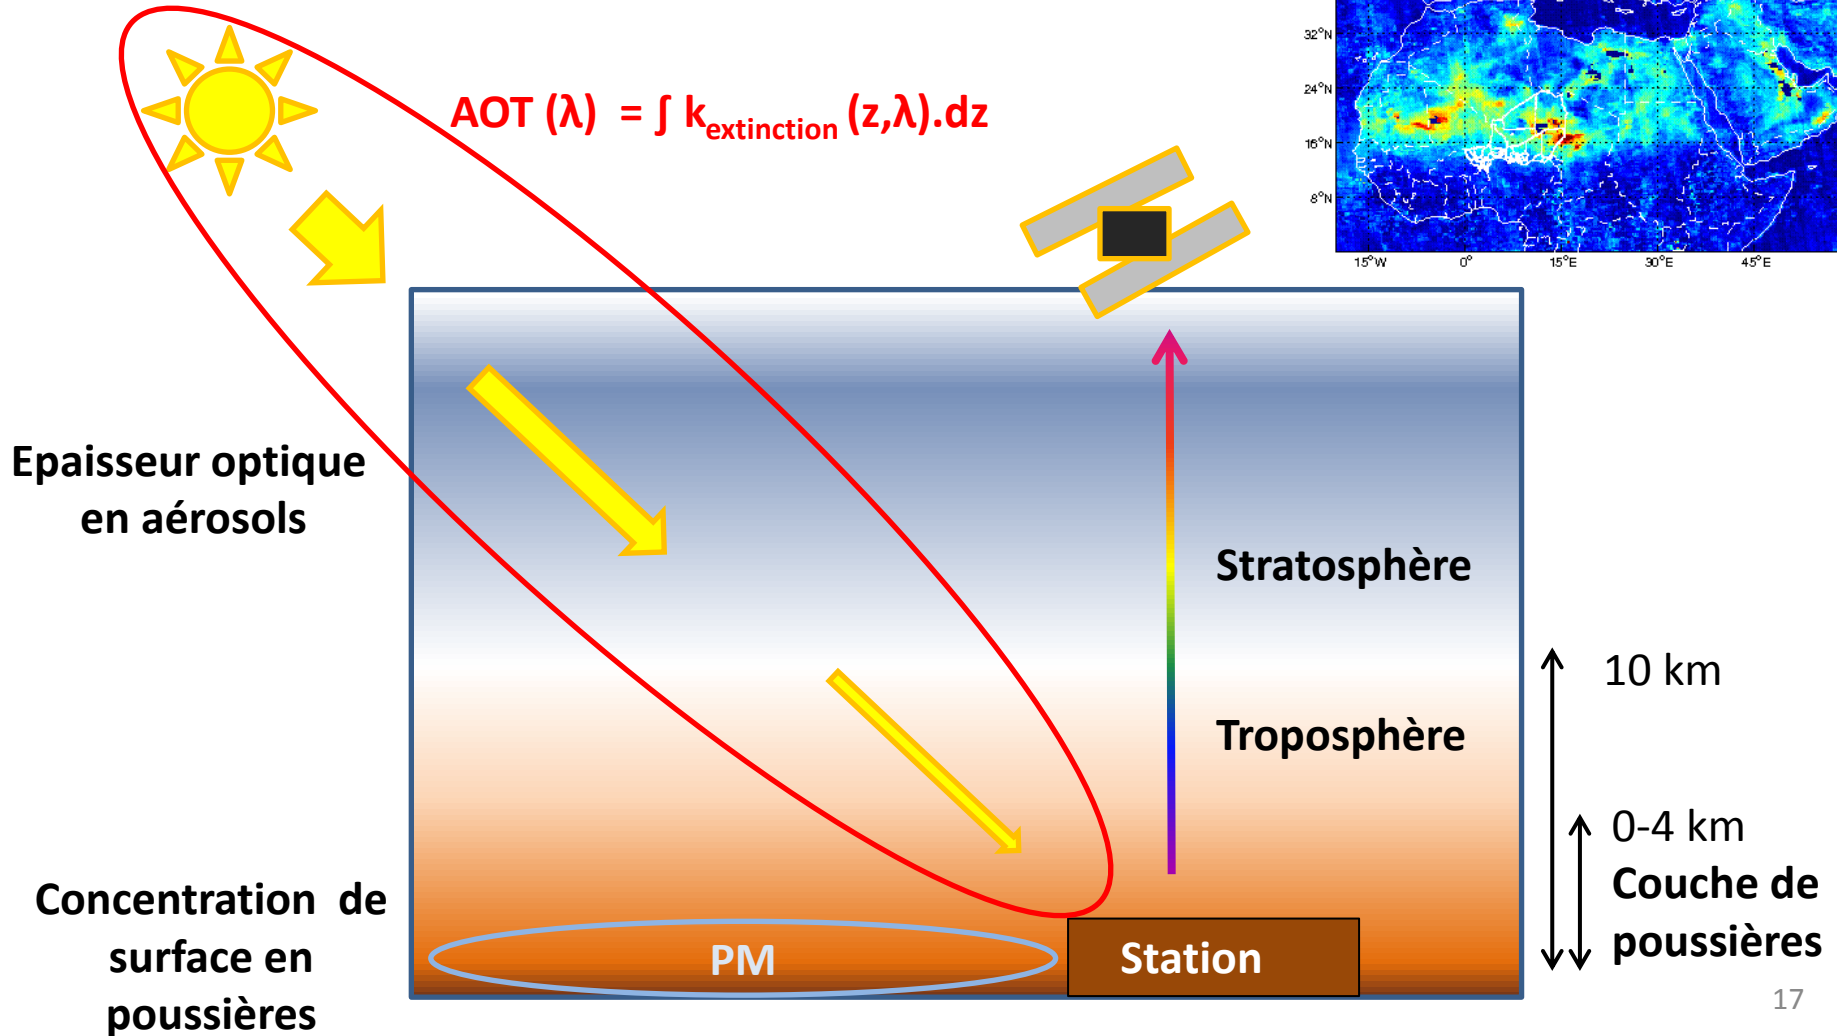 32°N
24°N
16°N
8°N
15°W 0° 15°E 30°E 45°E
AOT (λ) = ∫ k extinction (z,λ).dz
Epaisseur optique
en aérosols
Stratosphère
10 km
Troposphère
0-4 km
Couche de
poussières
Concentration de
surface en
poussières
PM
Station
17